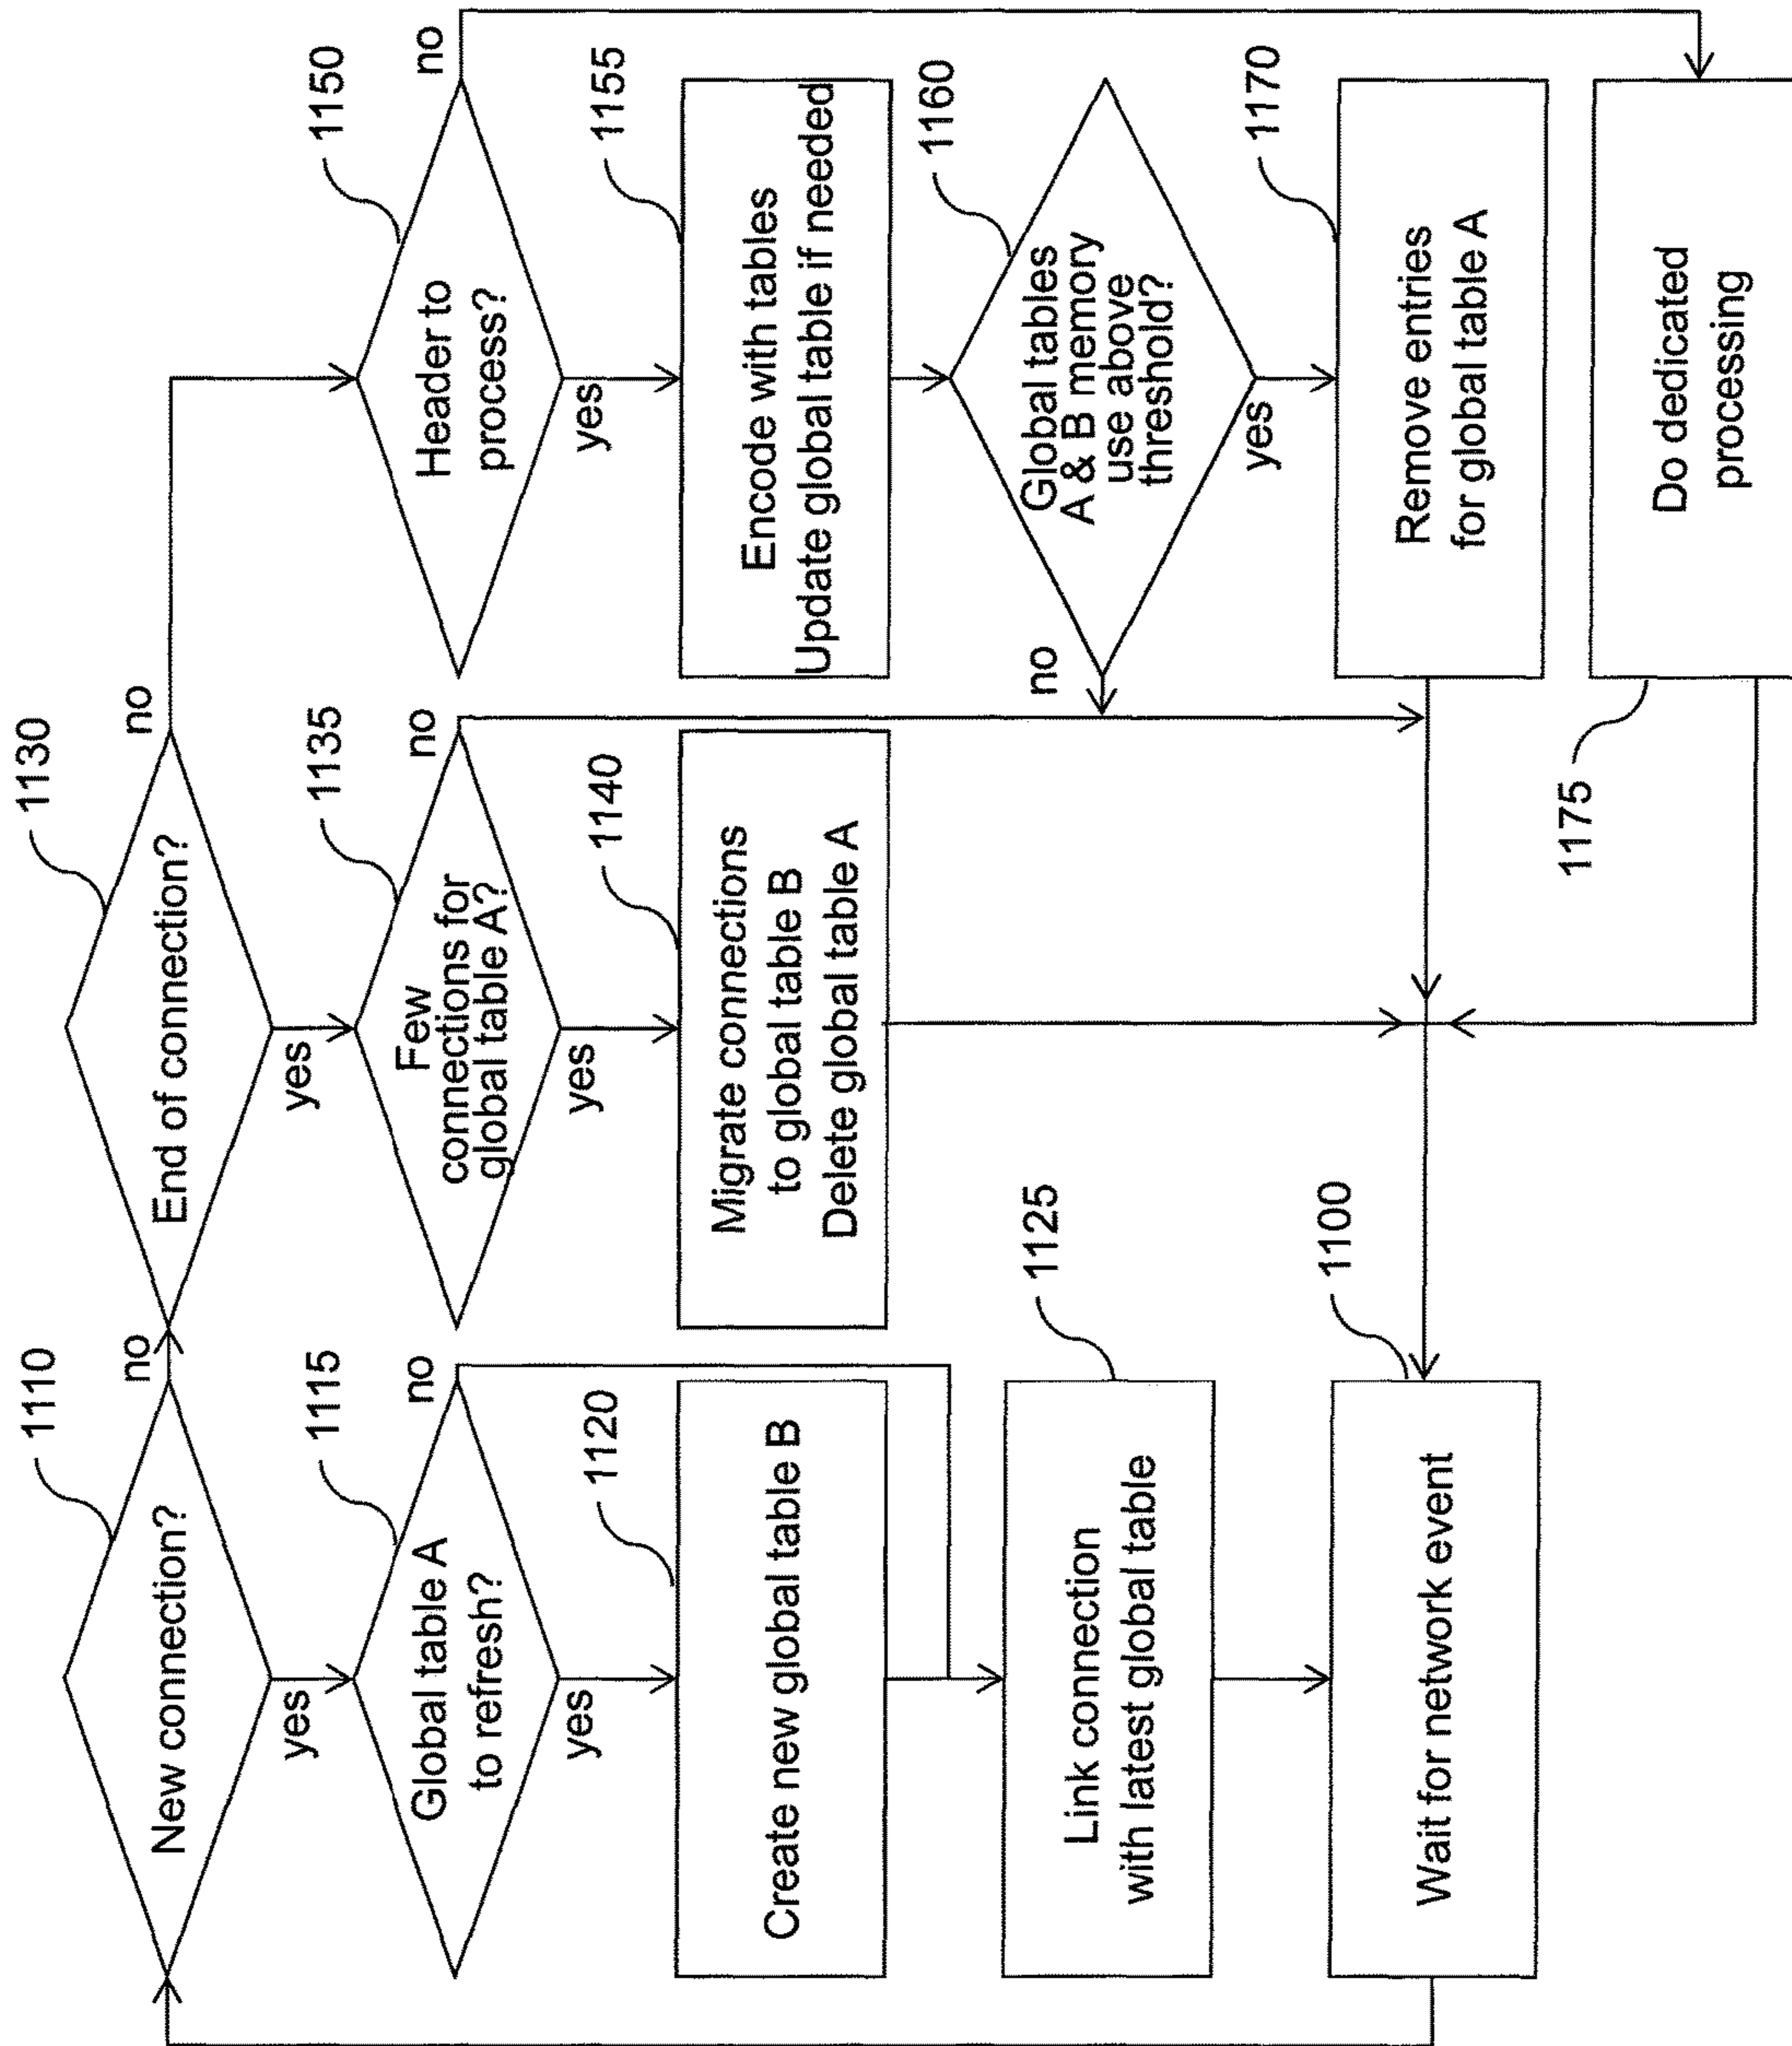 1110
New connection?
no
yes
1115
Global table A
to refresh?
no
yes
1120
Create new global table B
1125
Link connection
with latest global table
1100
Wait for network event
1130
End of connection?
no
yes
1135
Few
connections for
global table A?
no
yes
1140
Migrate connections
to global table B
Delete global table A
1150
Header to
process?
no
yes
1155
Encode with tables
Update global table if needed
1160
Global tables
A & B memory
use above
threshold?
no
yes
1170
Remove entries
for global table A
1175
Do dedicated
processing